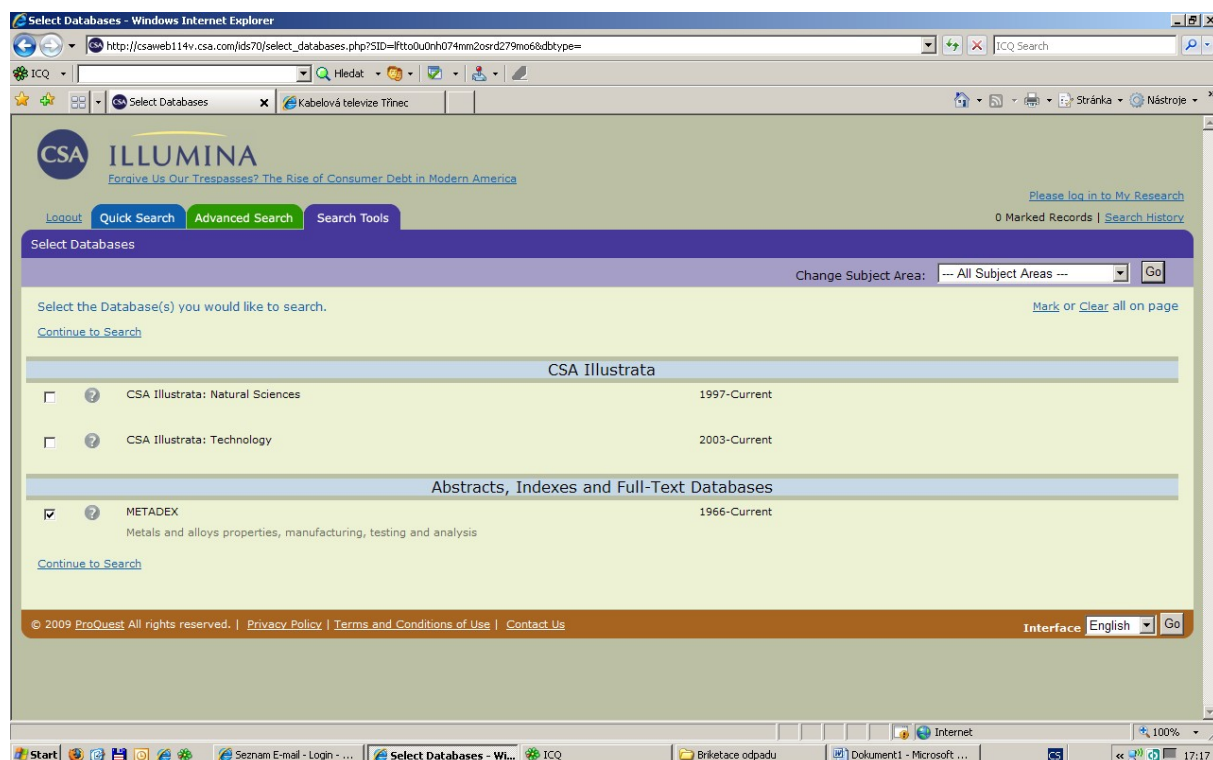 Select Databases - Windows Internet Explorer
http://csaweb114v.csa.com/ids70/select_databases.php?SID=lftto0u0nh074mm2osrd279mo6&dbtype=
ICQ Search
ICQ
Hledat
Select Databases
Kabelová televize Třinec
Stránka
Nástroje
CSA
ILLUMINA
Forgive Us Our Trespasses? The Rise of Consumer Debt in Modern America
Please log in to My Research
Logout Quick Search Advanced Search Search Tools
0 Marked Records | Search History
Select Databases
Change Subject Area: --- All Subject Areas --- Go
Select the Database(s) you would like to search.
Mark or Clear all on page
Continue to Search
CSA Illustrata
CSA Illustrata: Natural Sciences 1997-Current
CSA Illustrata: Technology 2003-Current
Abstracts, Indexes and Full-Text Databases
METADEX 1966-Current
Metals and alloys properties, manufacturing, testing and analysis
Continue to Search
© 2009 ProQuest All rights reserved. | Privacy Policy | Terms and Conditions of Use | Contact Us
Interface English Go
Internet 100%
Start Seznam E-mail - Login - ... Select Databases - Wi... ICQ Briketace odpadu Dokument1 - Microsoft ... CS 17:17